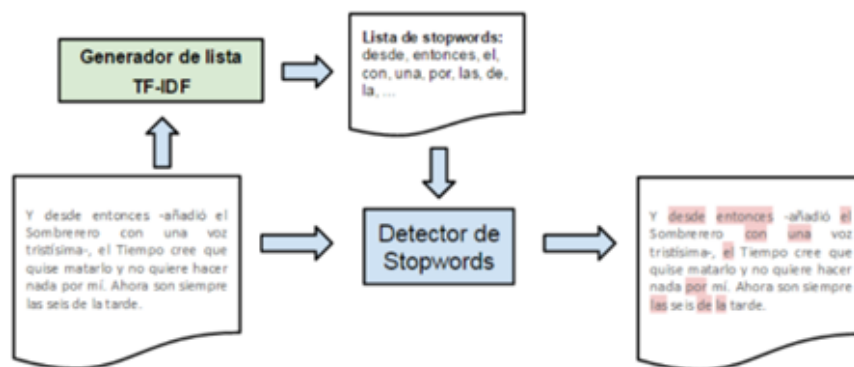 Generador de lista
TF-IDF
Lista de stopwords:
desde, entonces, el,
con, una, por, las, de,
la, ...
Y desde entonces -añadió el
Sombrerero con una voz
tristísima-, el Tiempo cree que
quise matarlo y no quiere hacer
nada por mí. Ahora son siempre
las seis de la tarde.
Detector de
Stopwords
Y desde entonces -añadió el
Sombrerero con una voz
tristísima-, el Tiempo cree que
quise matarlo y no quiere hacer
nada por mí. Ahora son siempre
las seis de la tarde.